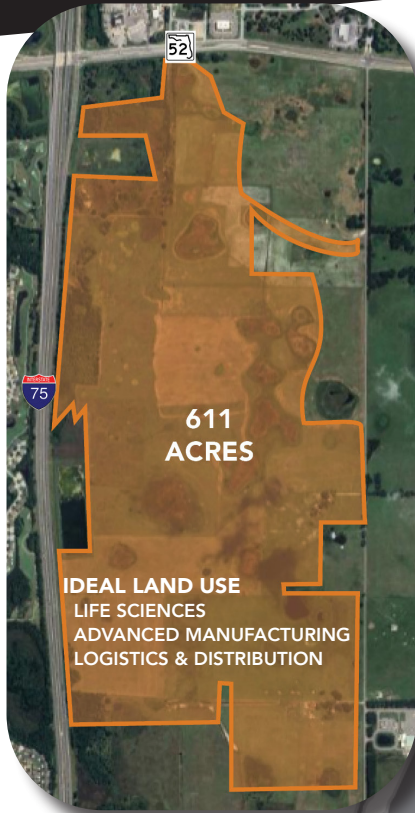 52
INTERSTATE
75
611
ACRES
IDEAL LAND USE
LIFE SCIENCES
ADVANCED MANUFACTURING
LOGISTICS & DISTRIBUTION